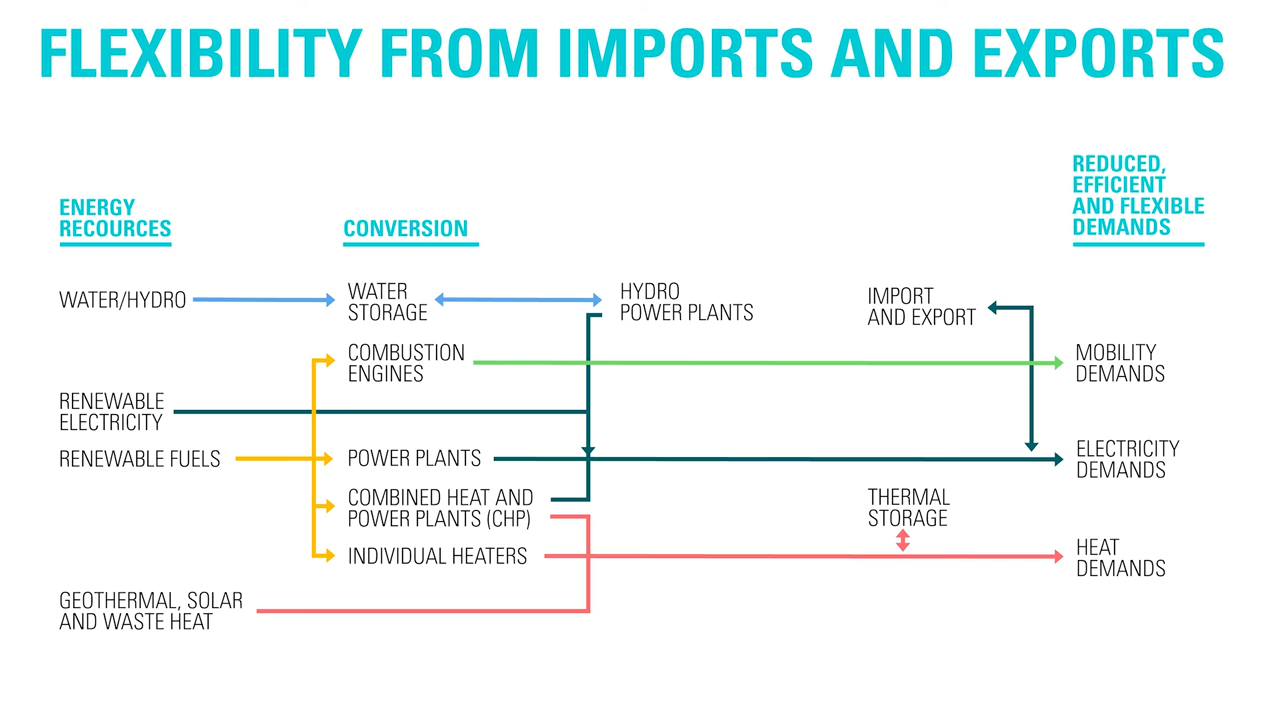 FLEXIBILITY FROM IMPORTS AND EXPORTS
ENERGY
RECOURCES
CONVERSION
REDUCED,
EFFICIENT
AND FLEXIBLE
DEMANDS
WATER/HYDRO
WATER
STORAGE
HYDRO
POWER PLANTS
IMPORT
AND EXPORT
COMBUSTION
ENGINES
MOBILITY
DEMANDS
RENEWABLE
ELECTRICITY
RENEWABLE FUELS
POWER PLANTS
ELECTRICITY
DEMANDS
COMBINED HEAT AND
POWER PLANTS (CHP)
THERMAL
STORAGE
INDIVIDUAL HEATERS
HEAT
DEMANDS
GEOTHERMAL, SOLAR
AND WASTE HEAT